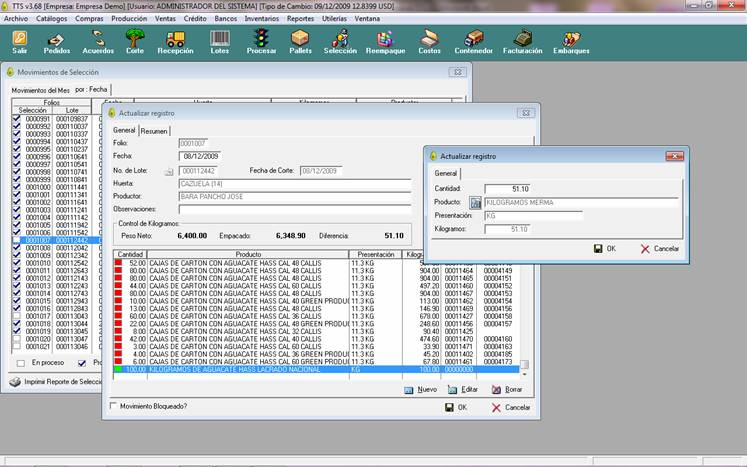 TTS v3.68 [Empresa: Empresa Demo] [Usuario: ADMINISTRADOR DEL SISTEMA] [Tipo de Cambio: 09/12/2009 12.8399 USD]
Archivo Catálogos Compras Producción Ventas Crédito Bancos Inventarios Reportes Utilerias Ventana
Salir Pedidos Acuerdos Corte Recepción Lotes Procesar Pallets Selección Reempaque Costos Contenedor Facturación Embarques
Movimientos de Selección
Movimientos del Mes por : Fecha
Folios
Selección Lote
0000991 000109837
0000992 000110037
0000993 000110337
0000994 000110437
0000995 000110237
0000996 000110641
0000997 000110541
0000998 000110741
0000999 000110841
0001000 000111441
0001001 000111341
0001002 000111641
0001003 000111241
0001004 000111542
0001005 000111942
0001006 000111542
0001007 000112442
0001008 000112042
0001009 000112342
0001010 000112542
0001011 000112643
0001012 000112543
0001013 000112743
0001014 000112843
0001015 000112943
0001016 000112643
0001017 000113043
0001018 000113044
0001019 000113045
0001020 000113047
0001021 000113046
En proceso
Imprimir Reporte de Selecci
Actualizar registro
General Resumen
Folio: 0001007
Fecha: 08/12/2009
No. de Lote: 000112442 Fecha de Corte: 08/12/2009
Huerta: CAZUELA (14)
Productor: BARA PANCHO JOSE
Observaciones:
Control de Kilogramos:
Peso Neto: 6,400.00 Empacado: 6,348.90 Diferencia: 51.10
Cantidad Producto Presentación Kilog
52.00 CAJAS DE CARTON CON AGUACATE HASS CAL 48 CALLIS 11.3 KG
80.00 CAJAS DE CARTON CON AGUACATE HASS CAL 48 CALLIS 11.3 KG 904.00 00011464 00004149
80.00 CAJAS DE CARTON CON AGUACATE HASS CAL 48 CALLIS 11.3 KG 904.00 00011465 00004151
44.00 CAJAS DE CARTON CON AGUACATE HASS CAL 60 CALLIS 11.3 KG 497.20 00011460 00004152
80.00 CAJAS DE CARTON CON AGUACATE HASS CAL 48 CALLIS 11.3 KG 904.00 00011466 00004153
10.00 CAJAS DE CARTON CON AGUACATE HASS CAL 40 GREEN PRODUC 11.3 KG 113.00 00011462 00004154
13.00 CAJAS DE CARTON CON AGUACATE HASS CAL 48 CALLIS 11.3 KG 146.90 00011469 00004156
60.00 CAJAS DE CARTON CON AGUACATE HASS CAL 36 CALLIS 11.3 KG 678.00 00011427 00004158
22.00 CAJAS DE CARTON CON AGUACATE HASS CAL 48 GREEN PRODUC 11.3 KG 248.60 00011456 00004157
8.00 CAJAS DE CARTON CON AGUACATE HASS CAL 32 CALLIS 11.3 KG 90.40 00011425
42.00 CAJAS DE CARTON CON AGUACATE HASS CAL 40 CALLIS 11.3 KG 474.60 00011470 00004160
3.00 CAJAS DE CARTON CON AGUACATE HASS CAL 60 CALLIS 11.3 KG 33.90 00011471 00004163
4.00 CAJAS DE CARTON CON AGUACATE HASS CAL 36 GREEN PRODUC 11.3 KG 45.20 00011402 00004185
6.00 CAJAS DE CARTON CON AGUACATE HASS CAL 60 GREEN PRODUC 11.3 KG 67.80 00011461 00004173
100.00 KILOGRAMOS DE AGUACATE HASS LACRADO NACIONAL KG 100.00 00000000
Nuevo Editar Borrar
Movimiento Bloqueado? OK Cancelar
Actualizar registro
General
Cantidad: 51.10
Producto: KILOGRAMOS MERMA
Presentación: KG
Kilogramos: 51.10
OK Cancelar